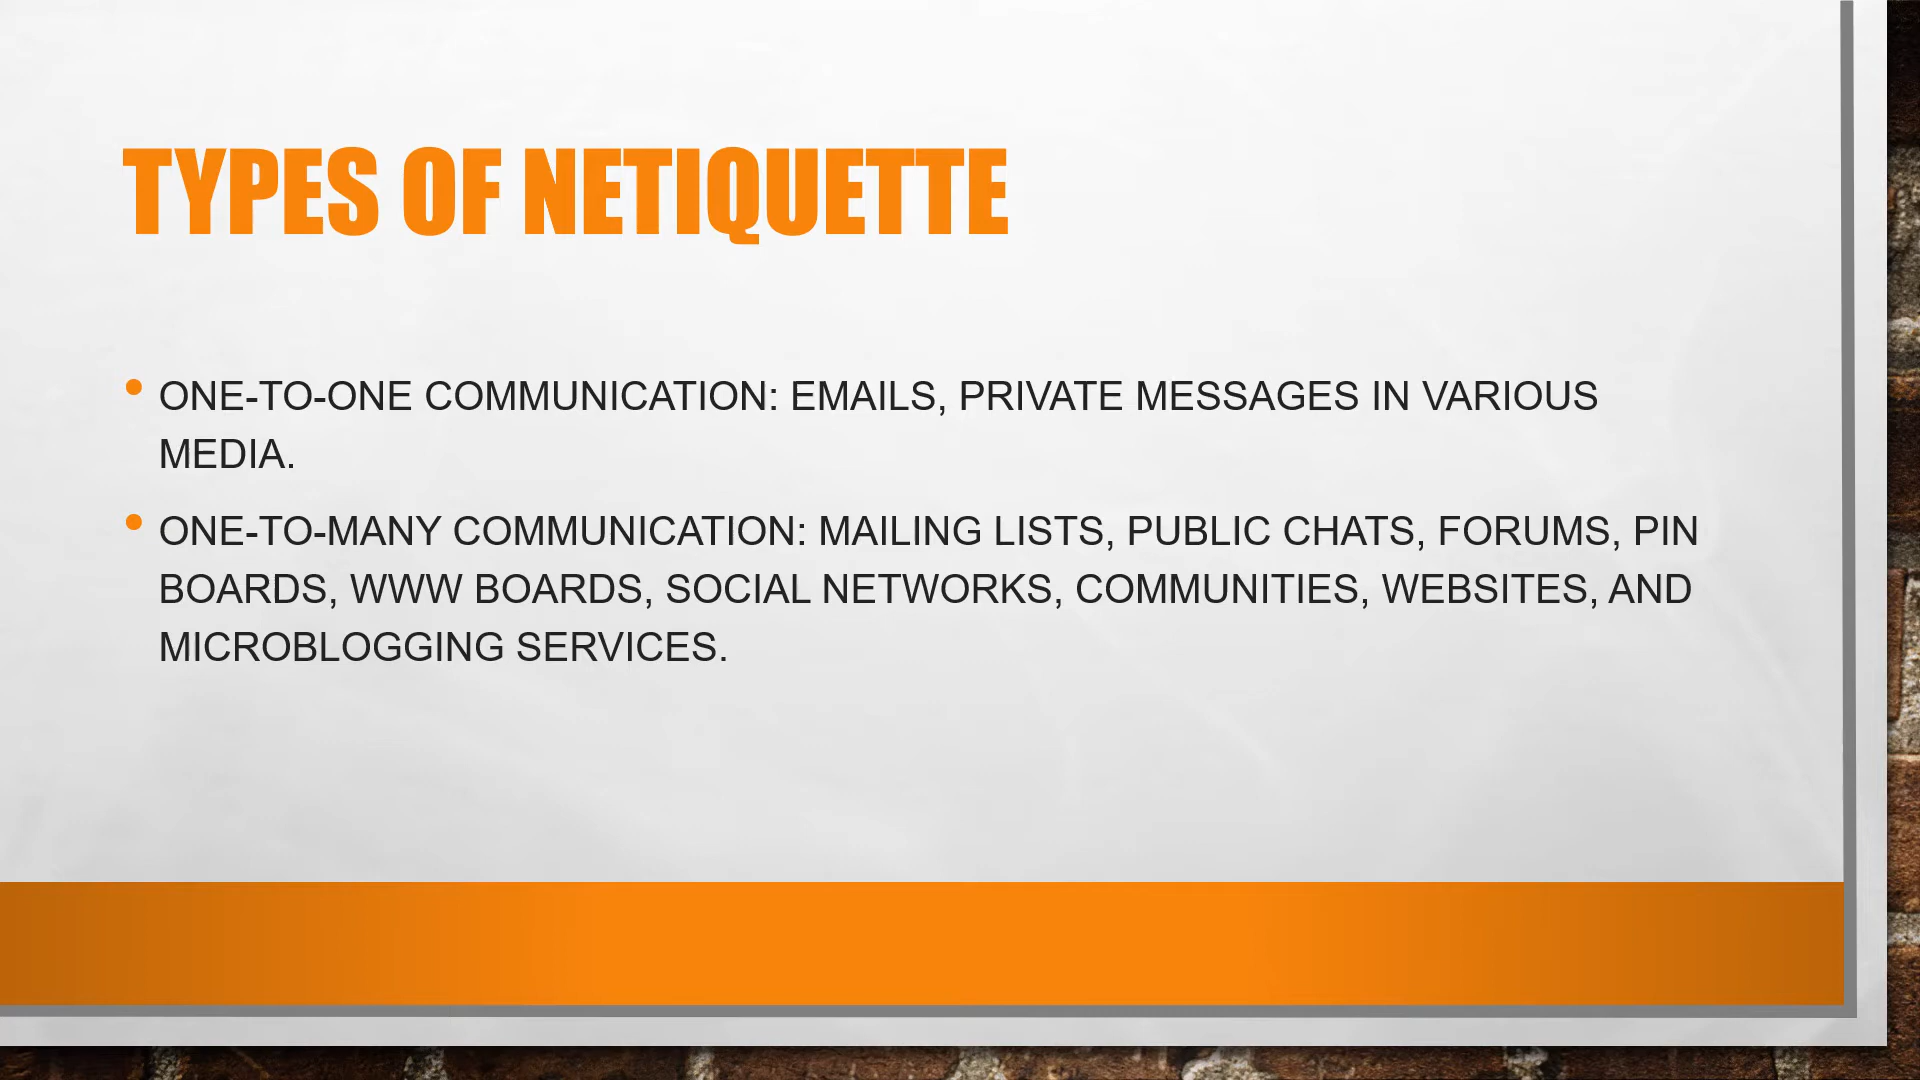 TYPES OF NETIQUETTE
• ONE-TO-ONE COMMUNICATION: EMAILS, PRIVATE MESSAGES IN VARIOUS
MEDIA.
• ONE-TO-MANY COMMUNICATION: MAILING LISTS, PUBLIC CHATS, FORUMS, PIN
BOARDS, WWW BOARDS, SOCIAL NETWORKS, COMMUNITIES, WEBSITES, AND
MICROBLOGGING SERVICES.